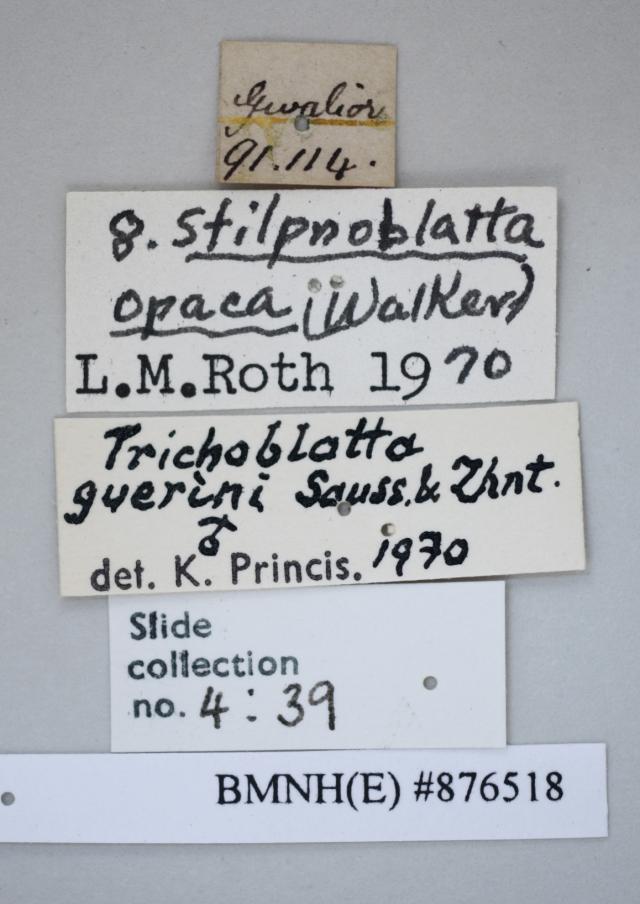 Gwalior
91.114.
8. Stilpnoblatta
opaca (Walker)
L.M.Roth 1970
Trichoblatta
guerini Sauss. & Zhnt.
♂
det. K. Princis. 1970
Slide
collection
no. 4:39
BMNH(E) #876518